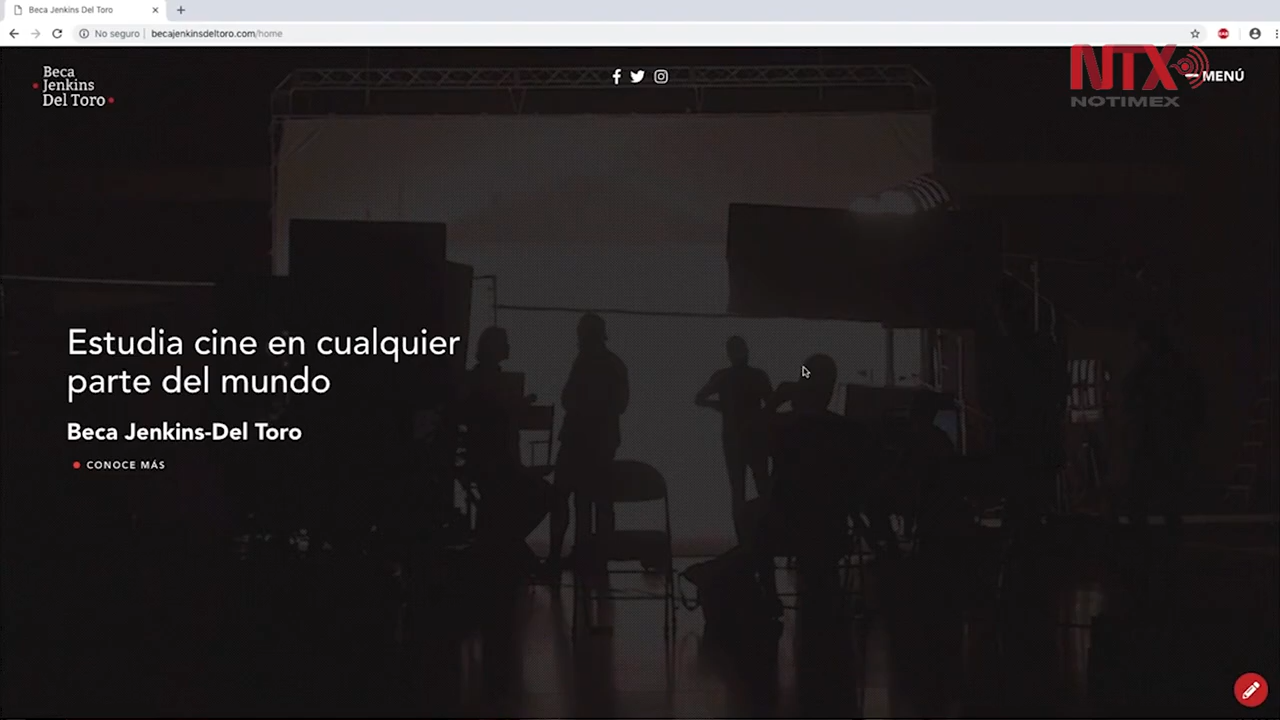 Beca Jenkins Del Toro
No seguro
becajenkinsdeltoro.com/home
Beca
Jenkins
Del Toro
NTX
NOTIMEX
MENÚ
Estudia cine en cualquier
parte del mundo
Beca Jenkins-Del Toro
CONOCE MÁS